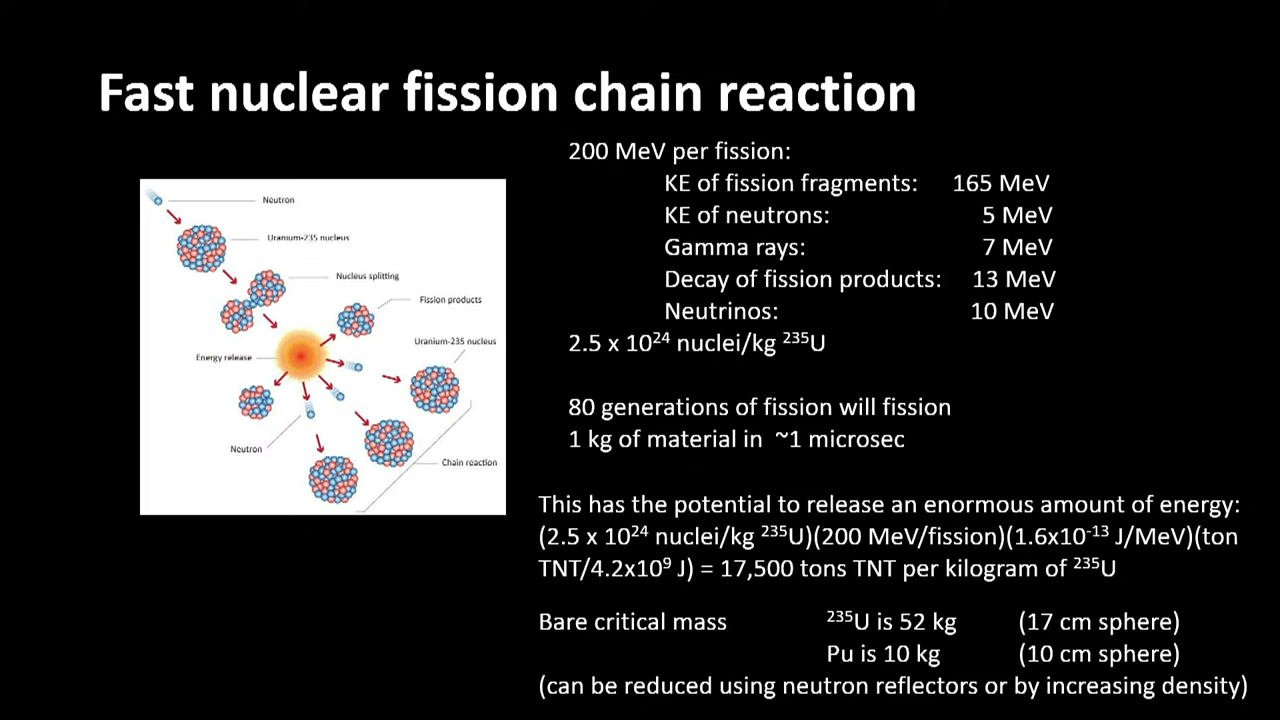 Fast nuclear fission chain reaction
Neutron
Uranium-235 nucleus
Nucleus splitting
Fission products
Uranium-235 nucleus
Energy release
Neutron
Chain reaction
200 MeV per fission:
KE of fission fragments: 165 MeV
KE of neutrons: 5 MeV
Gamma rays: 7 MeV
Decay of fission products: 13 MeV
Neutrinos: 10 MeV
2.5 x 10²⁴ nuclei/kg ²³⁵U
80 generations of fission will fission
1 kg of material in ~1 microsec
This has the potential to release an enormous amount of energy:
(2.5 x 10²⁴ nuclei/kg ²³⁵U)(200 MeV/fission)(1.6x10⁻¹³ J/MeV)(ton
TNT/4.2x10⁹ J) = 17,500 tons TNT per kilogram of ²³⁵U
Bare critical mass ²³⁵U is 52 kg (17 cm sphere)
Pu is 10 kg (10 cm sphere)
(can be reduced using neutron reflectors or by increasing density)